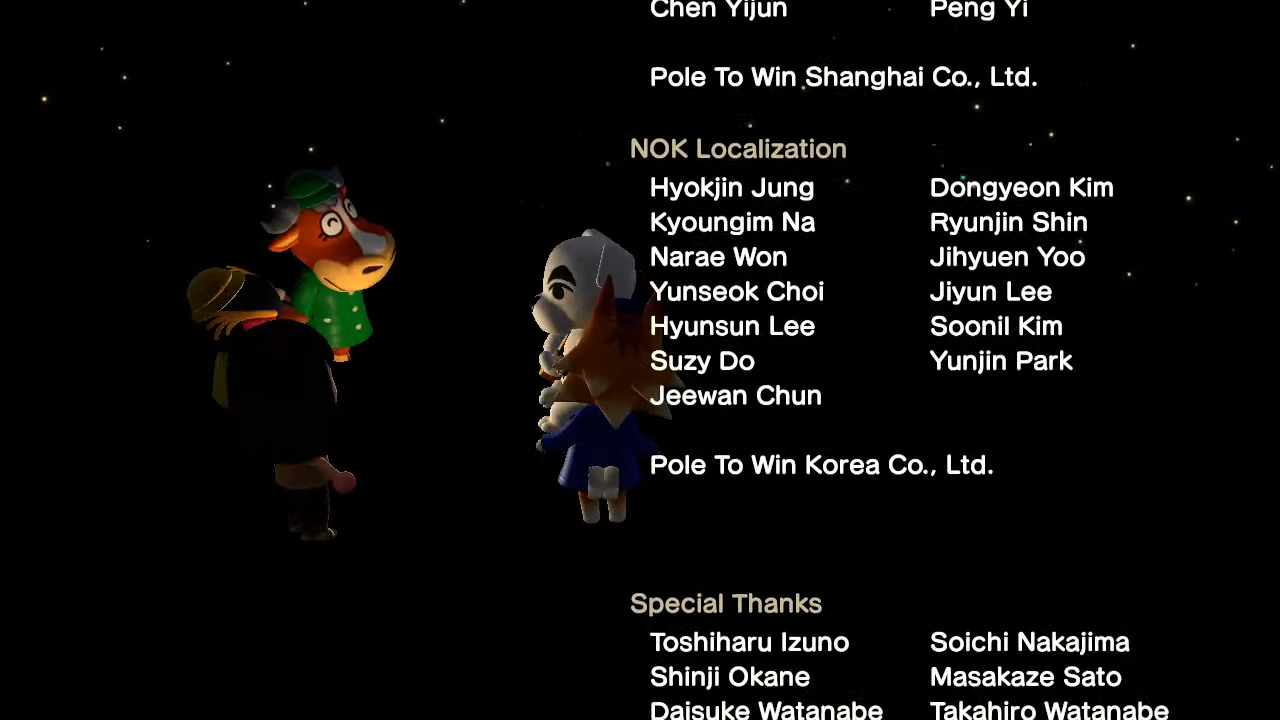 Chen Yijun Peng Yi
Pole To Win Shanghai Co., Ltd.
NOK Localization
Hyokjin Jung Dongyeon Kim
Kyoungim Na Ryunjin Shin
Narae Won Jihyuen Yoo
Yunseok Choi Jiyun Lee
Hyunsun Lee Soonil Kim
Suzy Do Yunjin Park
Jeewan Chun
Pole To Win Korea Co., Ltd.
Special Thanks
Toshiharu Izuno Soichi Nakajima
Shinji Okane Masakaze Sato
Daisuke Watanabe Takahiro Watanabe